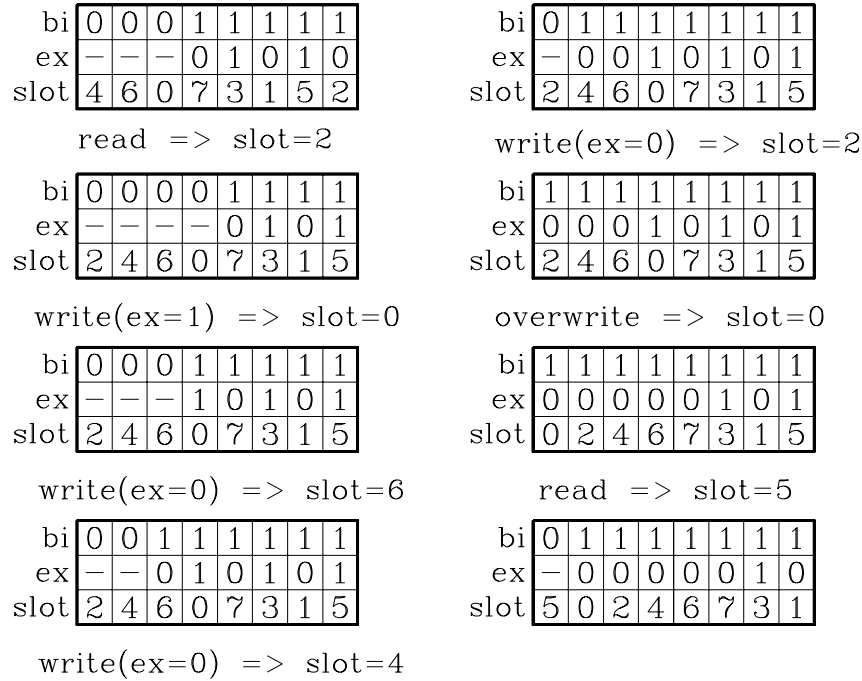 bi 0 0 0 1 1 1 1 1
ex – – – 0 1 0 1 0
slot 4 6 0 7 3 1 5 2
read => slot=2
bi 0 0 0 0 1 1 1 1
ex – – – – 0 1 0 1
slot 2 4 6 0 7 3 1 5
write(ex=1) => slot=0
bi 0 0 0 1 1 1 1 1
ex – – – 1 0 1 0 1
slot 2 4 6 0 7 3 1 5
write(ex=0) => slot=6
bi 0 0 1 1 1 1 1 1
ex – – 0 1 0 1 0 1
slot 2 4 6 0 7 3 1 5
write(ex=0) => slot=4
bi 0 1 1 1 1 1 1 1
ex – 0 0 1 0 1 0 1
slot 2 4 6 0 7 3 1 5
write(ex=0) => slot=2
bi 1 1 1 1 1 1 1 1
ex 0 0 0 1 0 1 0 1
slot 2 4 6 0 7 3 1 5
overwrite => slot=0
bi 1 1 1 1 1 1 1 1
ex 0 0 0 0 0 1 0 1
slot 0 2 4 6 7 3 1 5
read => slot=5
bi 0 1 1 1 1 1 1 1
ex – 0 0 0 0 0 1 0
slot 5 0 2 4 6 7 3 1